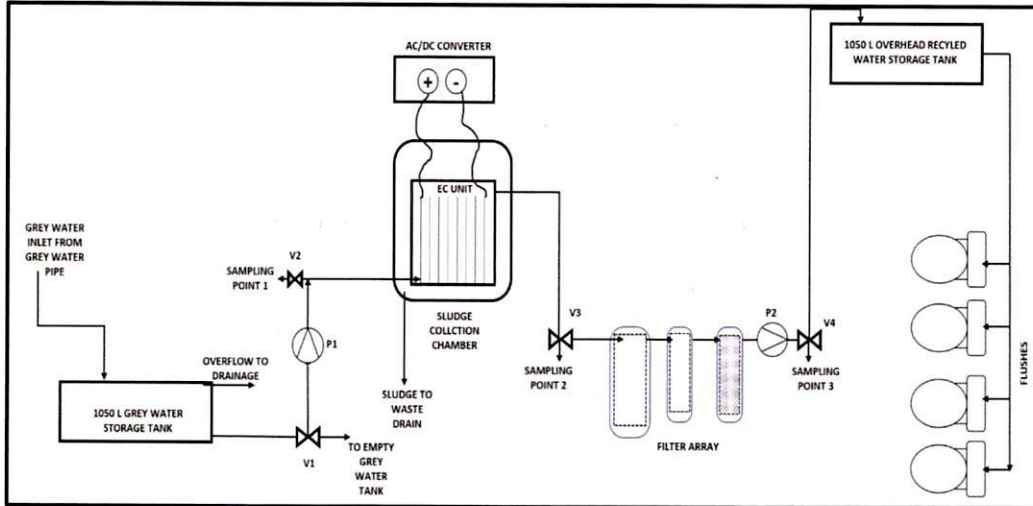 AC/DC CONVERTER
+
-
1050 L OVERHEAD RECYLED
WATER STORAGE TANK
EC UNIT
GREY WATER
INLET FROM
GREY WATER
PIPE
V2
SAMPLING
POINT 1
P1
SLUDGE
COLLCTION
CHAMBER
V3
P2
V4
SAMPLING
POINT 2
SAMPLING
POINT 3
OVERFLOW TO
DRAINAGE
SLUDGE TO
WASTE
DRAIN
1050 L GREY WATER
STORAGE TANK
V1
TO EMPTY
GREY
WATER
TANK
FILTER ARRAY
FLUSHES